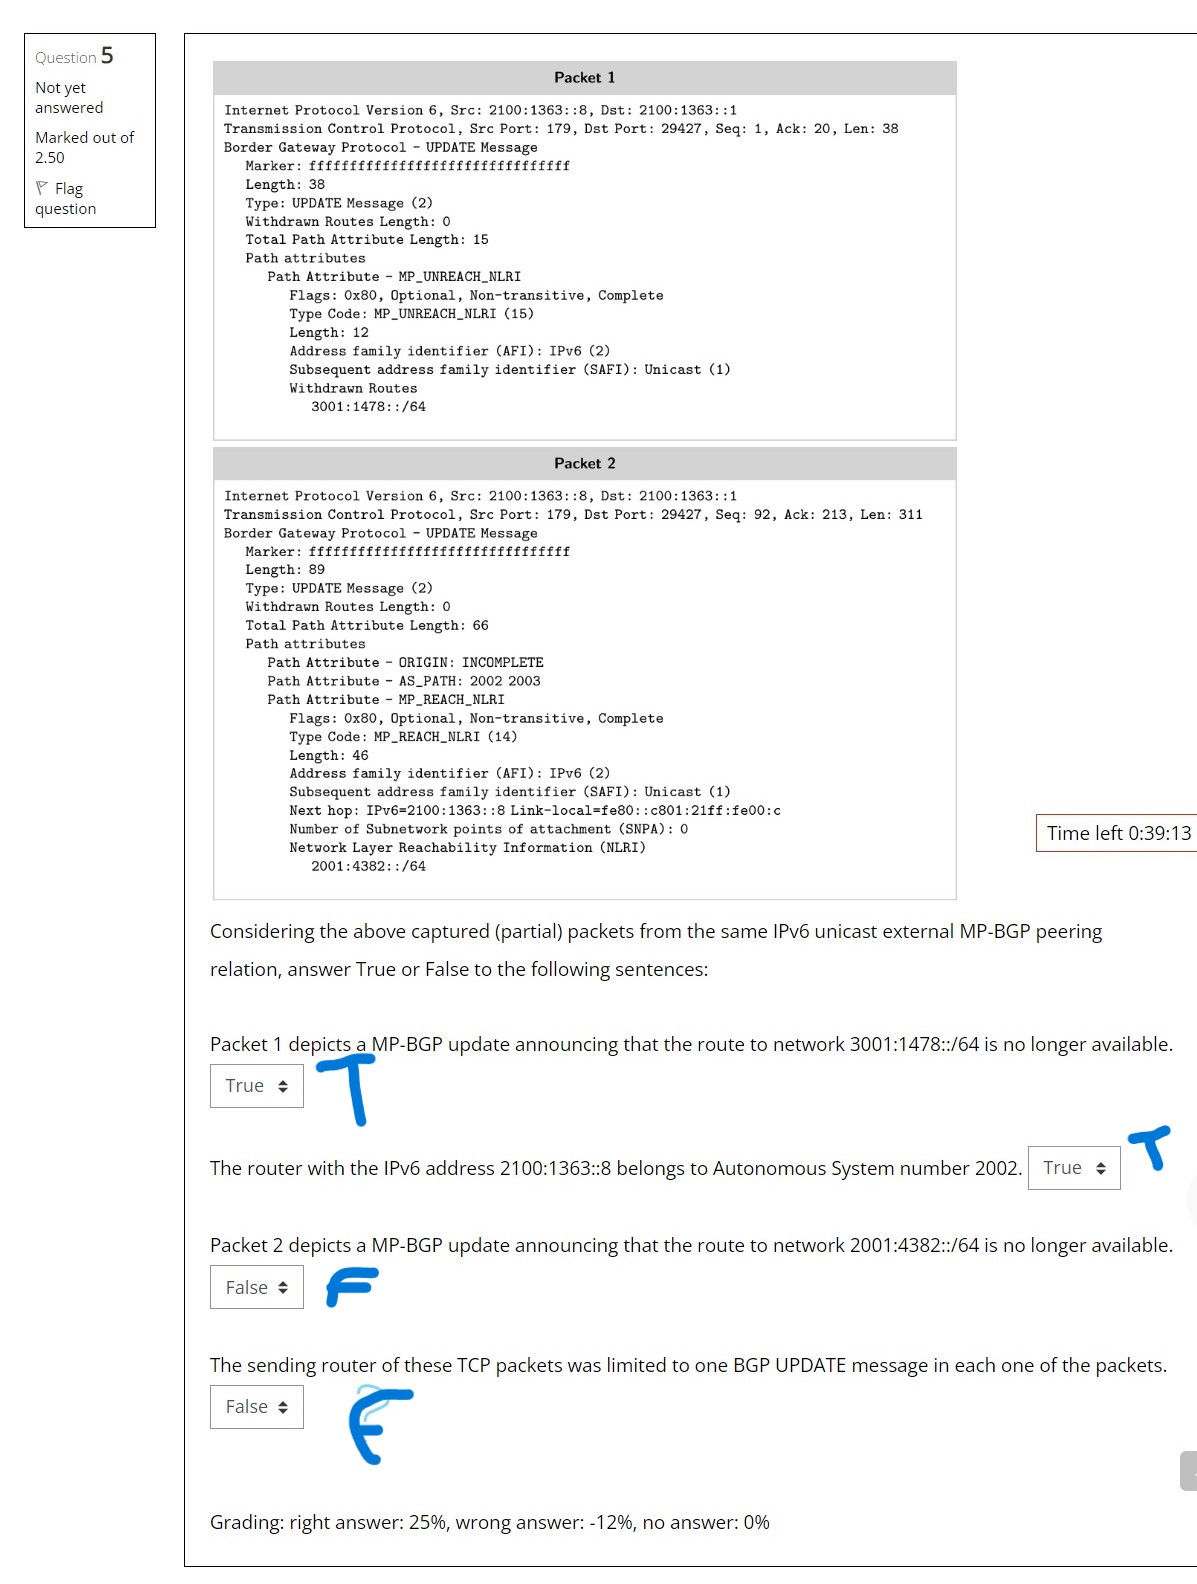 Question 5
Not yet
answered
Marked out of
2.50
Flag
question
Packet 1
Internet Protocol Version 6, Src: 2100:1363::8, Dst: 2100:1363::1
Transmission Control Protocol, Src Port: 179, Dst Port: 29427, Seq: 1, Ack: 20, Len: 38
Border Gateway Protocol - UPDATE Message
Marker: ffffffffffffffffffffffffffffffff
Length: 38
Type: UPDATE Message (2)
Withdrawn Routes Length: 0
Total Path Attribute Length: 15
Path attributes
Path Attribute - MP_UNREACH_NLRI
Flags: 0x80, Optional, Non-transitive, Complete
Type Code: MP_UNREACH_NLRI (15)
Length: 12
Address family identifier (AFI): IPv6 (2)
Subsequent address family identifier (SAFI): Unicast (1)
Withdrawn Routes
3001:1478::/64
Packet 2
Internet Protocol Version 6, Src: 2100:1363::8, Dst: 2100:1363::1
Transmission Control Protocol, Src Port: 179, Dst Port: 29427, Seq: 92, Ack: 213, Len: 311
Border Gateway Protocol - UPDATE Message
Marker: ffffffffffffffffffffffffffffffff
Length: 89
Type: UPDATE Message (2)
Withdrawn Routes Length: 0
Total Path Attribute Length: 66
Path attributes
Path Attribute - ORIGIN: INCOMPLETE
Path Attribute - AS_PATH: 2002 2003
Path Attribute - MP_REACH_NLRI
Flags: 0x80, Optional, Non-transitive, Complete
Type Code: MP_REACH_NLRI (14)
Length: 46
Address family identifier (AFI): IPv6 (2)
Subsequent address family identifier (SAFI): Unicast (1)
Next hop: IPv6=2100:1363::8 Link-local=fe80::c801:21ff:fe00:c
Number of Subnetwork points of attachment (SNPA): 0
Network Layer Reachability Information (NLRI)
2001:4382::/64
Time left 0:39:13
Considering the above captured (partial) packets from the same IPv6 unicast external MP-BGP peering
relation, answer True or False to the following sentences:
Packet 1 depicts a MP-BGP update announcing that the route to network 3001:1478::/64 is no longer available.
True T
The router with the IPv6 address 2100:1363::8 belongs to Autonomous System number 2002. True T
Packet 2 depicts a MP-BGP update announcing that the route to network 2001:4382::/64 is no longer available.
False F
The sending router of these TCP packets was limited to one BGP UPDATE message in each one of the packets.
False F
Grading: right answer: 25%, wrong answer: -12%, no answer: 0%